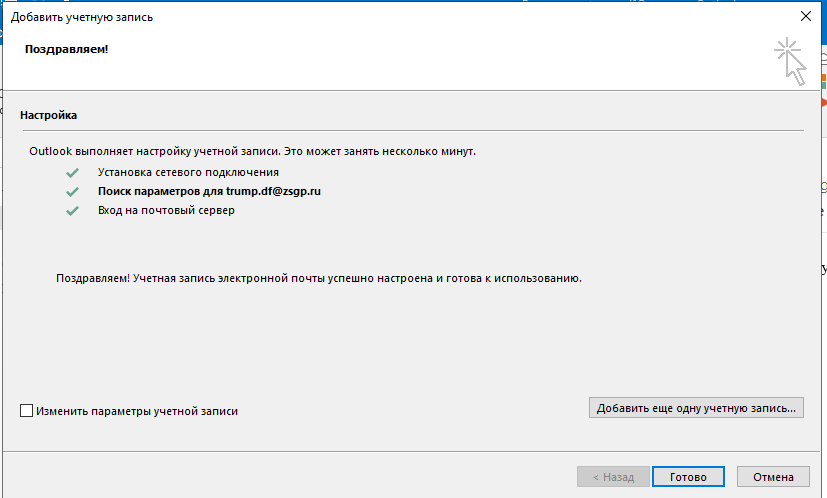 Добавить учетную запись
Поздравляем!
Настройка
Outlook выполняет настройку учетной записи. Это может занять несколько минут.
Установка сетевого подключения
Поиск параметров для trump.df@zsgp.ru
Вход на почтовый сервер
Поздравляем! Учетная запись электронной почты успешно настроена и готова к использованию.
Изменить параметры учетной записи
Добавить еще одну учетную запись...
< Назад
Готово
Отмена